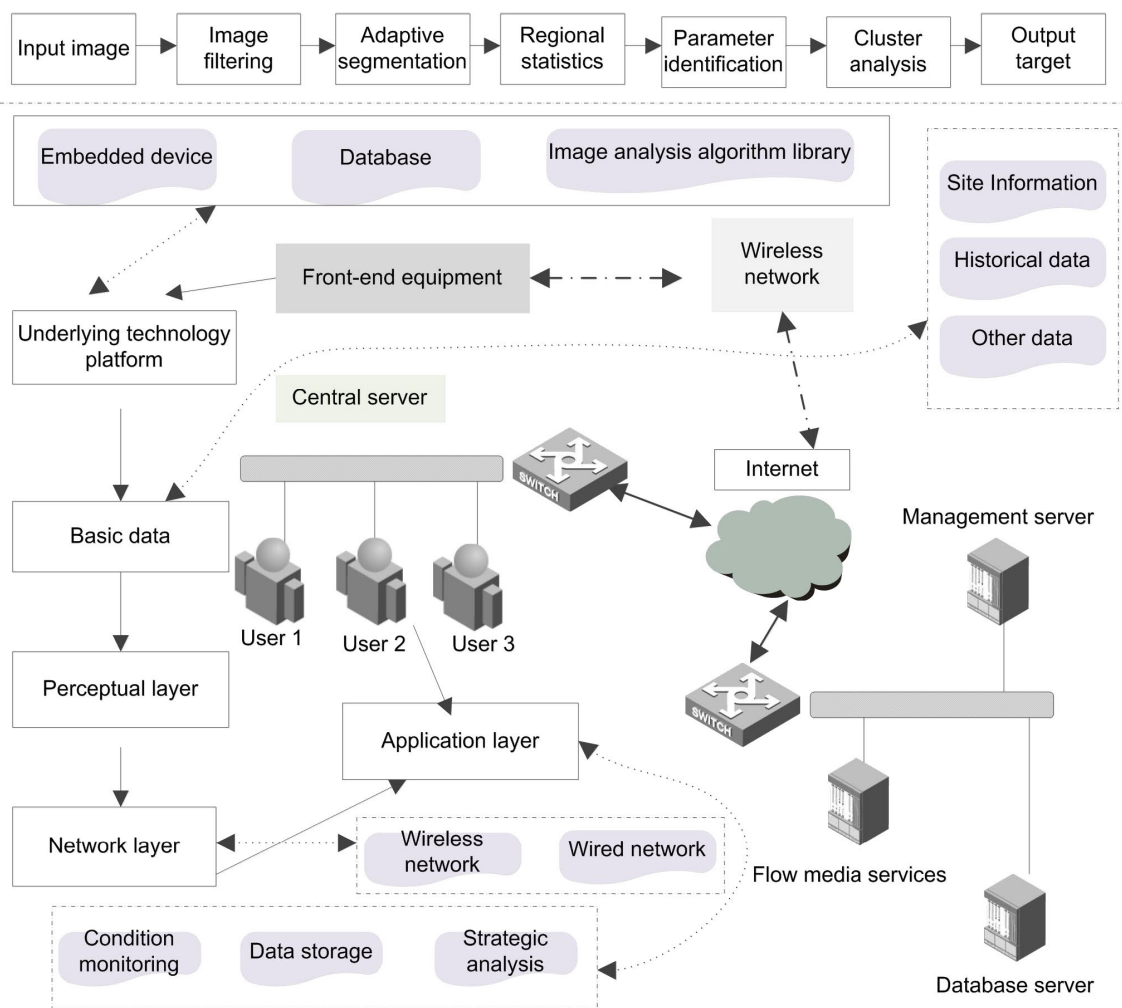 Input image
Image
filtering
Adaptive
segmentation
Regional
statistics
Parameter
identification
Cluster
analysis
Output
target
Embedded device
Database
Image analysis algorithm library
Site Information
Historical data
Other data
Front-end equipment
Wireless
network
Underlying technology
platform
Central server
SWITCH
Internet
Basic data
Management server
User 1
User 2
User 3
Perceptual layer
Application layer
SWITCH
Network layer
Wireless
network
Wired network
Flow media services
Condition
monitoring
Data storage
Strategic
analysis
Database server